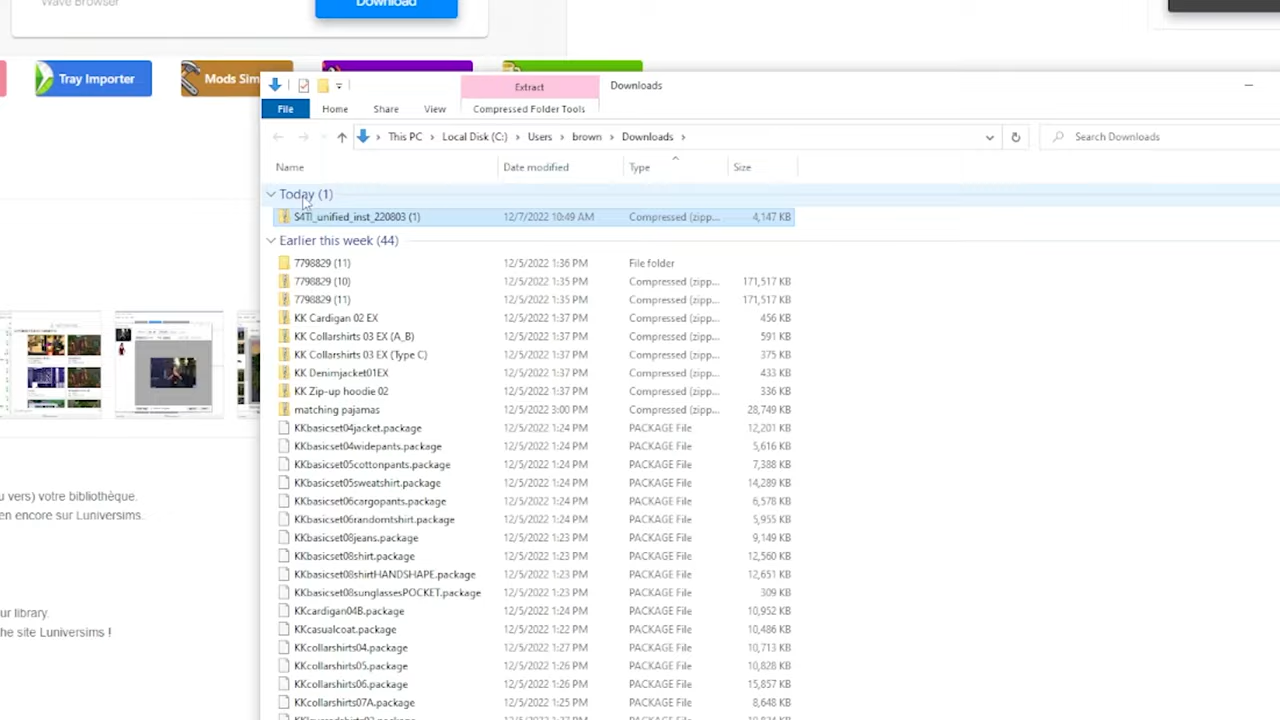 Wave Browser
Download
Tray Importer
Mods Sim
Extract
Downloads
File
Home
Share
View
Compressed Folder Tools
This PC > Local Disk (C:) > Users > brown > Downloads >
Search Downloads
Name Date modified Type Size
Today (1)
S4TI_unified_inst_220803 (1) 12/7/2022 10:49 AM Compressed (zipp... 4,147 KB
Earlier this week (44)
7798829 (11) 12/5/2022 1:36 PM File folder
7798829 (10) 12/5/2022 1:35 PM Compressed (zipp... 171,517 KB
7798829 (11) 12/5/2022 1:35 PM Compressed (zipp... 171,517 KB
KK Cardigan 02 EX 12/5/2022 1:37 PM Compressed (zipp... 456 KB
KK Collarshirts 03 EX (A_B) 12/5/2022 1:37 PM Compressed (zipp... 591 KB
KK Collarshirts 03 EX (Type C) 12/5/2022 1:37 PM Compressed (zipp... 375 KB
KK Denimjacket01EX 12/5/2022 1:37 PM Compressed (zipp... 433 KB
KK Zip-up hoodie 02 12/5/2022 1:37 PM Compressed (zipp... 336 KB
matching pajamas 12/5/2022 3:00 PM Compressed (zipp... 28,749 KB
KKbasicset04jacket.package 12/5/2022 1:24 PM PACKAGE File 12,201 KB
KKbasicset04widepants.package 12/5/2022 1:24 PM PACKAGE File 5,616 KB
KKbasicset05cottonpants.package 12/5/2022 1:24 PM PACKAGE File 7,388 KB
KKbasicset05sweatshirt.package 12/5/2022 1:24 PM PACKAGE File 14,289 KB
u vers) votre bibliothèque.
KKbasicset06cargopants.package 12/5/2022 1:24 PM PACKAGE File 6,578 KB
en encore sur Luniversims.
KKbasicset06randomtshirt.package 12/5/2022 1:24 PM PACKAGE File 5,955 KB
KKbasicset08jeans.package 12/5/2022 1:23 PM PACKAGE File 9,149 KB
KKbasicset08shirt.package 12/5/2022 1:23 PM PACKAGE File 12,560 KB
KKbasicset08shirtHANDSHAPE.package 12/5/2022 1:23 PM PACKAGE File 12,651 KB
KKbasicset08sunglassesPOCKET.package 12/5/2022 1:23 PM PACKAGE File 309 KB
ur library.
KKcardigan04B.package 12/5/2022 1:24 PM PACKAGE File 10,952 KB
he site Luniversims !
KKcasualcoat.package 12/5/2022 1:22 PM PACKAGE File 10,486 KB
KKcollarshirts04.package 12/5/2022 1:27 PM PACKAGE File 10,713 KB
KKcollarshirts05.package 12/5/2022 1:26 PM PACKAGE File 10,828 KB
KKcollarshirts06.package 12/5/2022 1:26 PM PACKAGE File 15,857 KB
KKcollarshirts07A.package 12/5/2022 1:25 PM PACKAGE File 8,648 KB